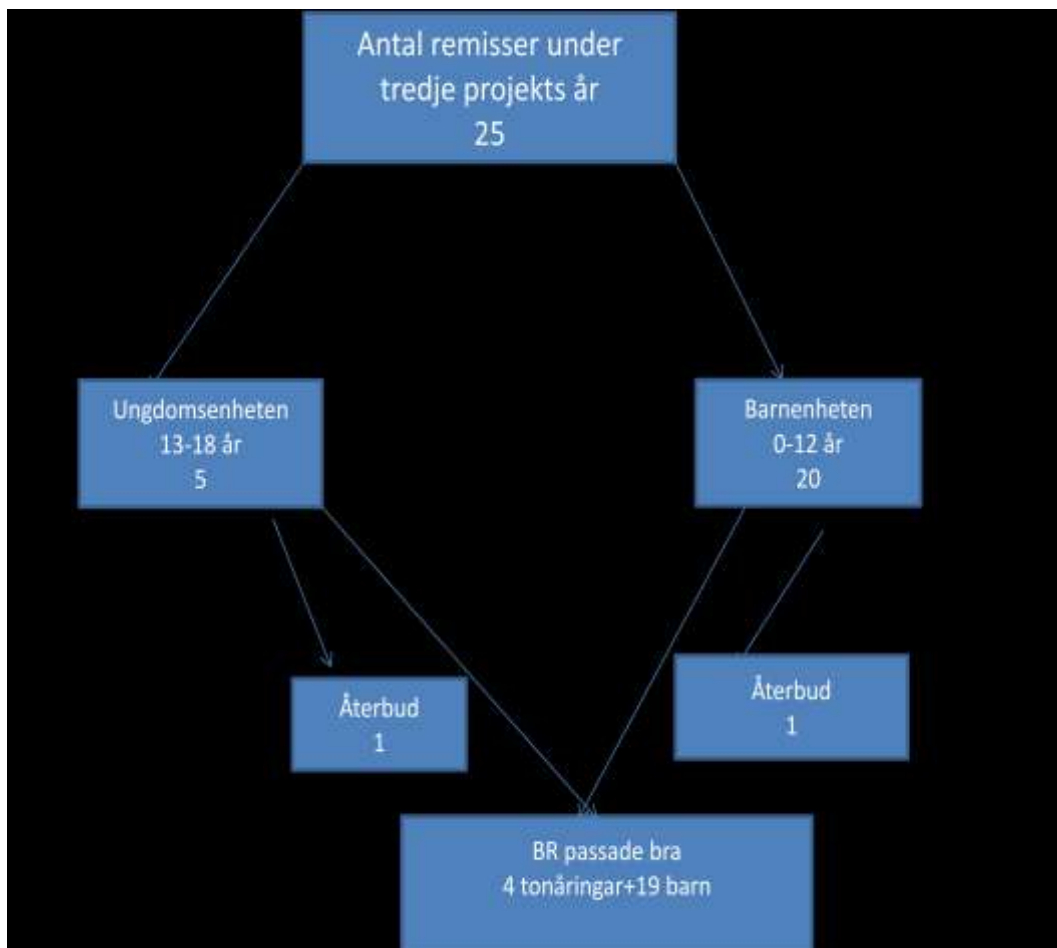 Antal remisser under
tredje projekts år
25
Ungdomsenheten
13-18 år
5
Barnenheten
0-12 år
20
Återbud
1
Återbud
1
BR passade bra
4 tonåringar+19 barn